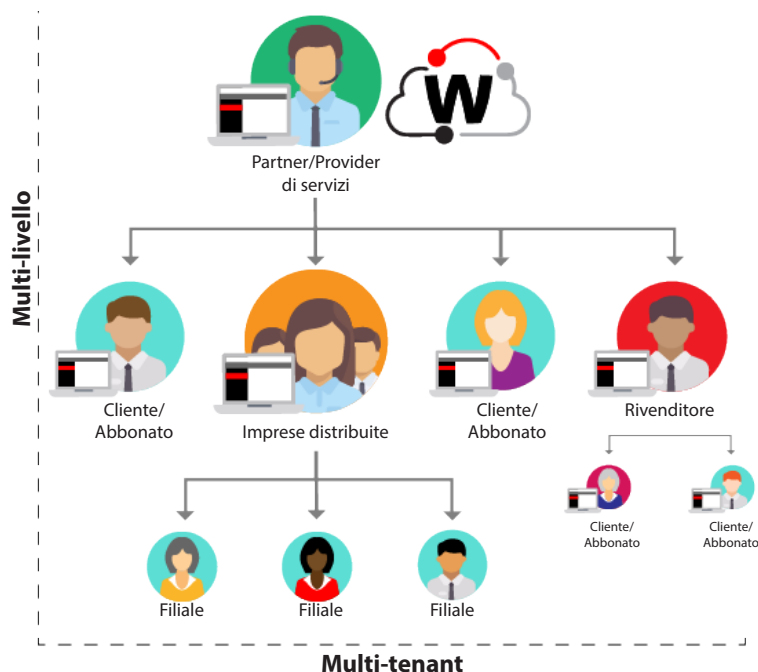 W
Partner/Provider
di servizi
Multi-livello
Cliente/
Abbonato
Imprese distribuite
Cliente/
Abbonato
Rivenditore
Cliente/
Abbonato
Cliente/
Abbonato
Filiale
Filiale
Filiale
Multi-tenant